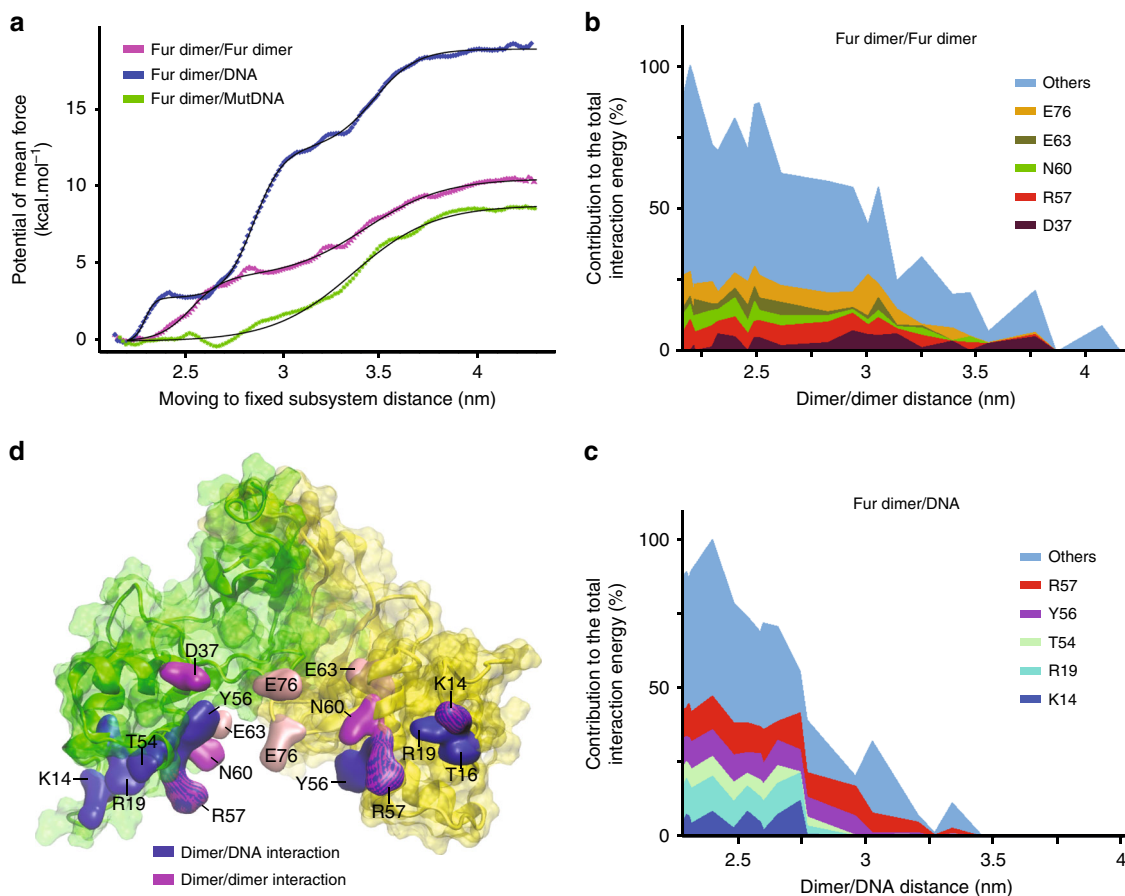 a
Fur dimer/Fur dimer
Fur dimer/DNA
Fur dimer/MutDNA
Potential of mean force
(kcal.mol⁻¹)
15
10
5
0
2.5 3 3.5 4
Moving to fixed subsystem distance (nm)
b
Fur dimer/Fur dimer
Others
E76
E63
N60
R57
D37
Contribution to the total
interaction energy (%)
100
50
0
2.5 3 3.5 4
Dimer/dimer distance (nm)
d
D37
Y56
E63
T54
N60
K14
R19
R57
E76
E76
E63
N60
K14
R19
T16
Y56
R57
Dimer/DNA interaction
Dimer/dimer interaction
c
Fur dimer/DNA
Others
R57
Y56
T54
R19
K14
Contribution to the total
interaction energy (%)
100
50
0
2.5 3 3.5 4
Dimer/DNA distance (nm)